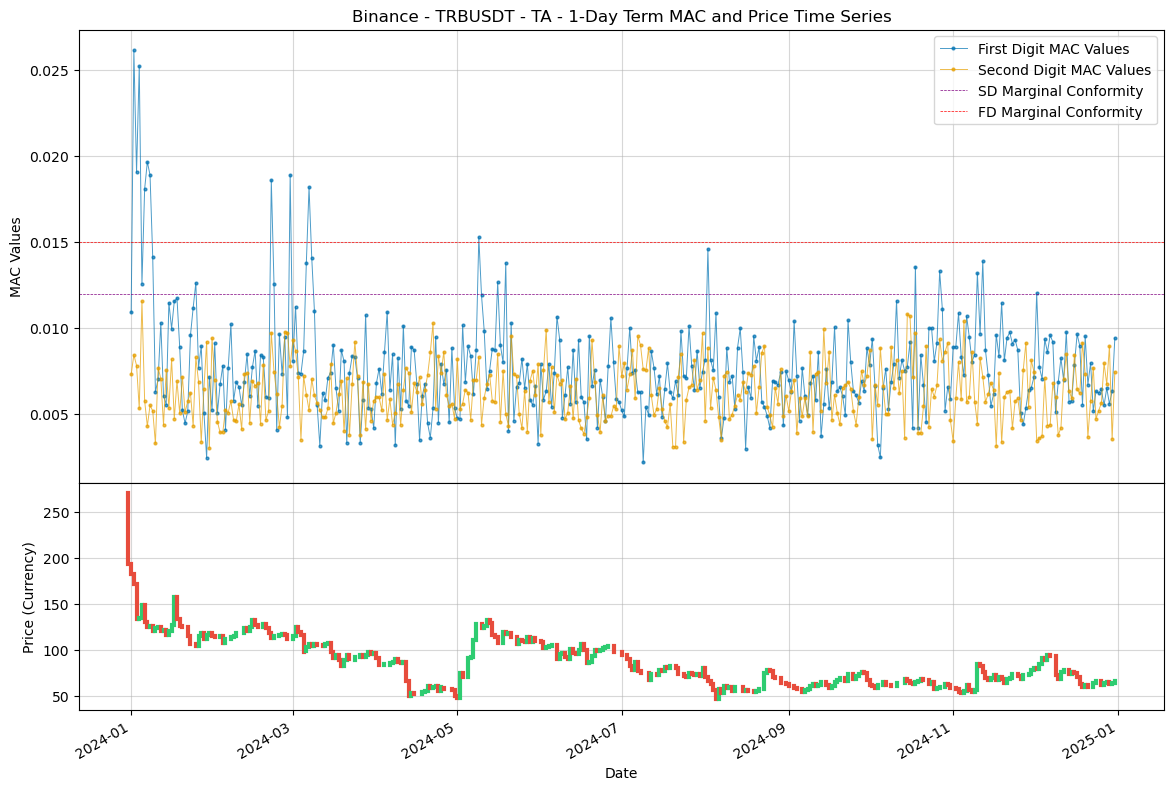 Binance - TRBUSDT - TA - 1-Day Term MAC and Price Time Series
First Digit MAC Values
Second Digit MAC Values
SD Marginal Conformity
FD Marginal Conformity
MAC Values
0.025
0.020
0.015
0.010
0.005
Price (Currency)
250
200
150
100
50
2024-01
2024-03
2024-05
2024-07
2024-09
2024-11
2025-01
Date